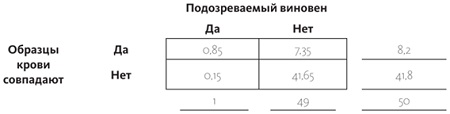 Подозреваемый виновен
Да Нет
Образцы крови совпадают
Да 0,85 7,35 8,2
Нет 0,15 41,65 41,8
1 49 50